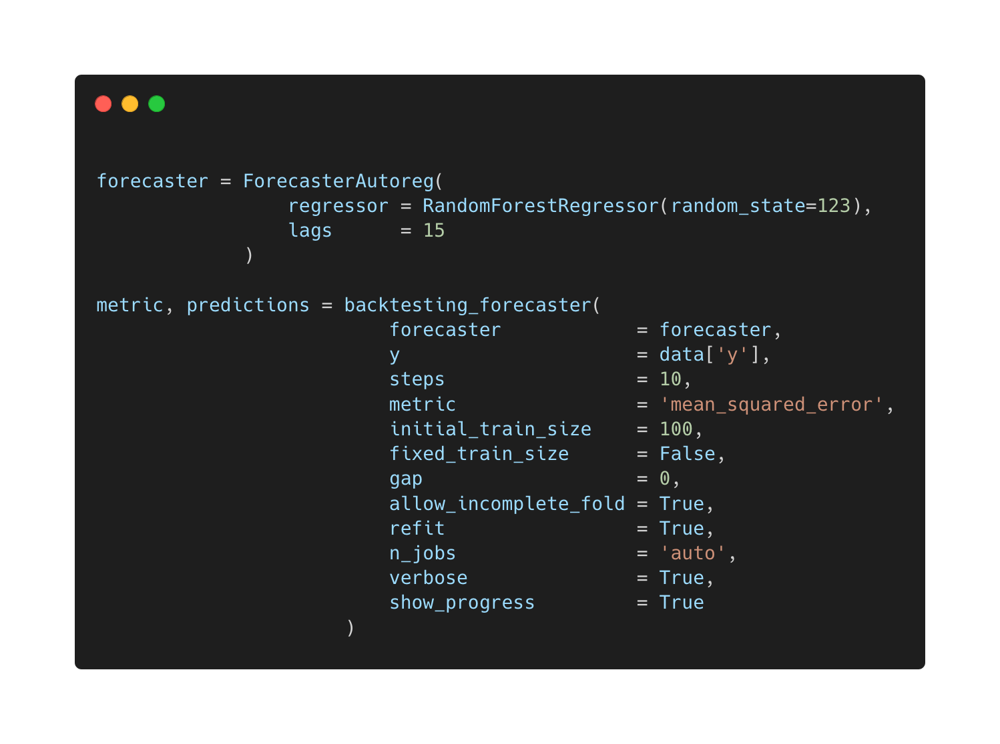 forecaster = ForecasterAutoreg(
                 regressor = RandomForestRegressor(random_state=123),
                 lags      = 15
             )
metric, predictions = backtesting_forecaster(
                          forecaster            = forecaster,
                          y                     = data['y'],
                          steps                 = 10,
                          metric                = 'mean_squared_error',
                          initial_train_size    = 100,
                          fixed_train_size      = False,
                          gap                   = 0,
                          allow_incomplete_fold = True,
                          refit                 = True,
                          n_jobs                = 'auto',
                          verbose               = True,
                          show_progress         = True
                      )